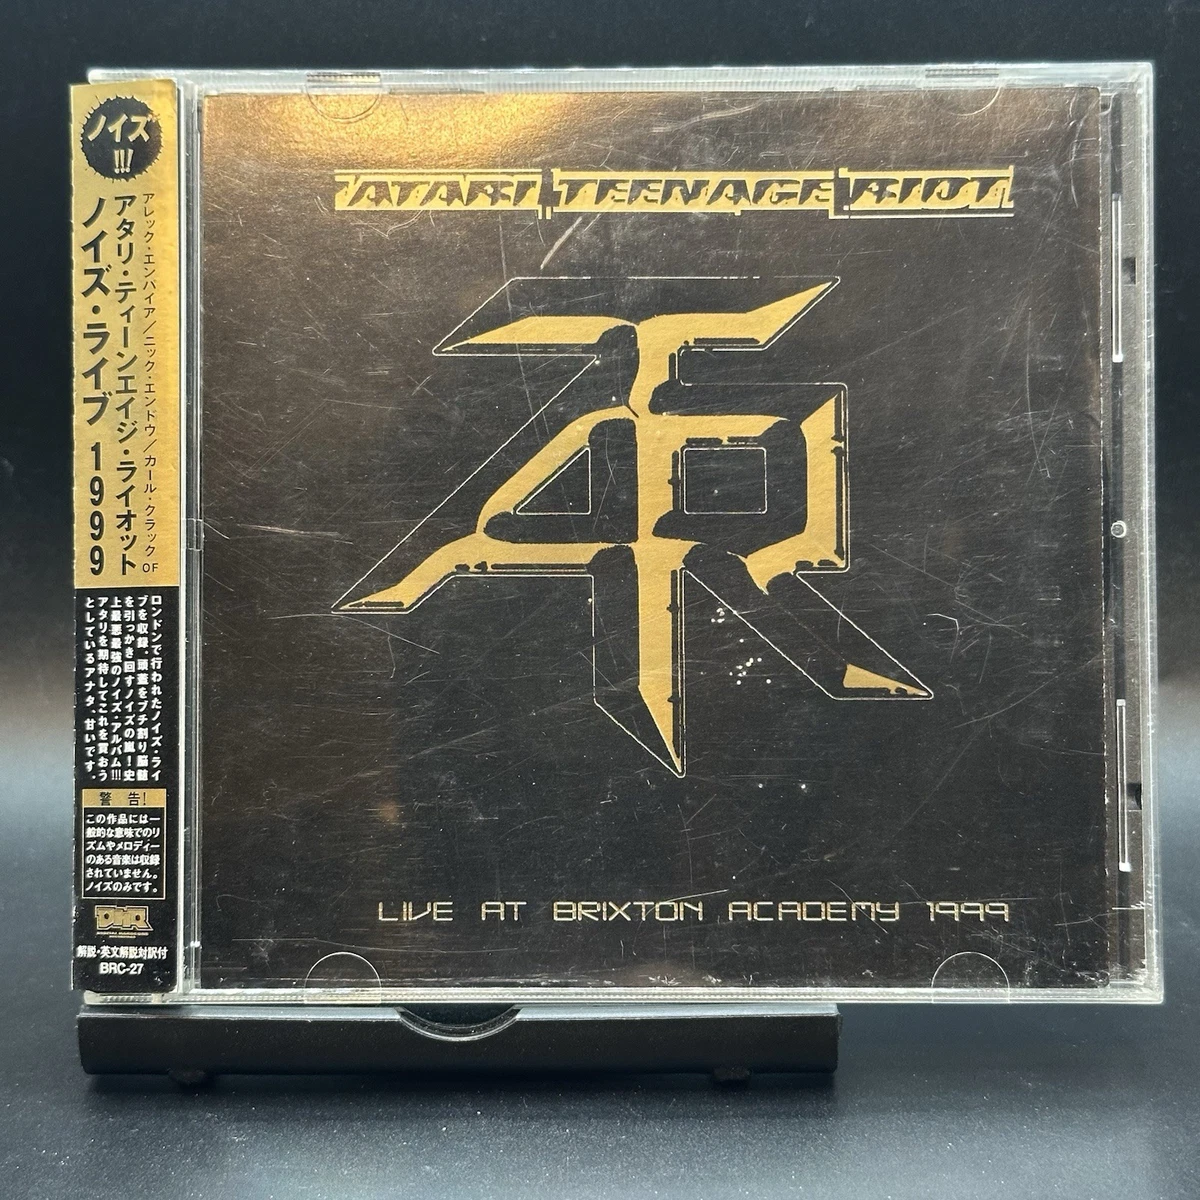 ノイズ
!!!
アレック・エンパイア/ニック・エンドウ/カール・クラック OF
アタリ・ティーンエイジ・ライオット
ノイズ・ライブ 1999
ロンドンで行われたノイズ・ライ
ブを収録。頭蓋をブチ割り脳髄
を引っかき回すノイズの嵐!史
上最悪最強のノイズ・アルバム!!!
アタリを期待してこれを買おう
としているアナタ、甘いです。
警 告!
この作品には一
般的な意味でのリ
ズムやメロディー
のある音楽は収録
されていません。
ノイズのみです。
DHR
解説・英文解説対訳付
BRC-27
ATARI TEENAGE RIOT
ATR
LIVE AT BRIXTON ACADEMY 1999